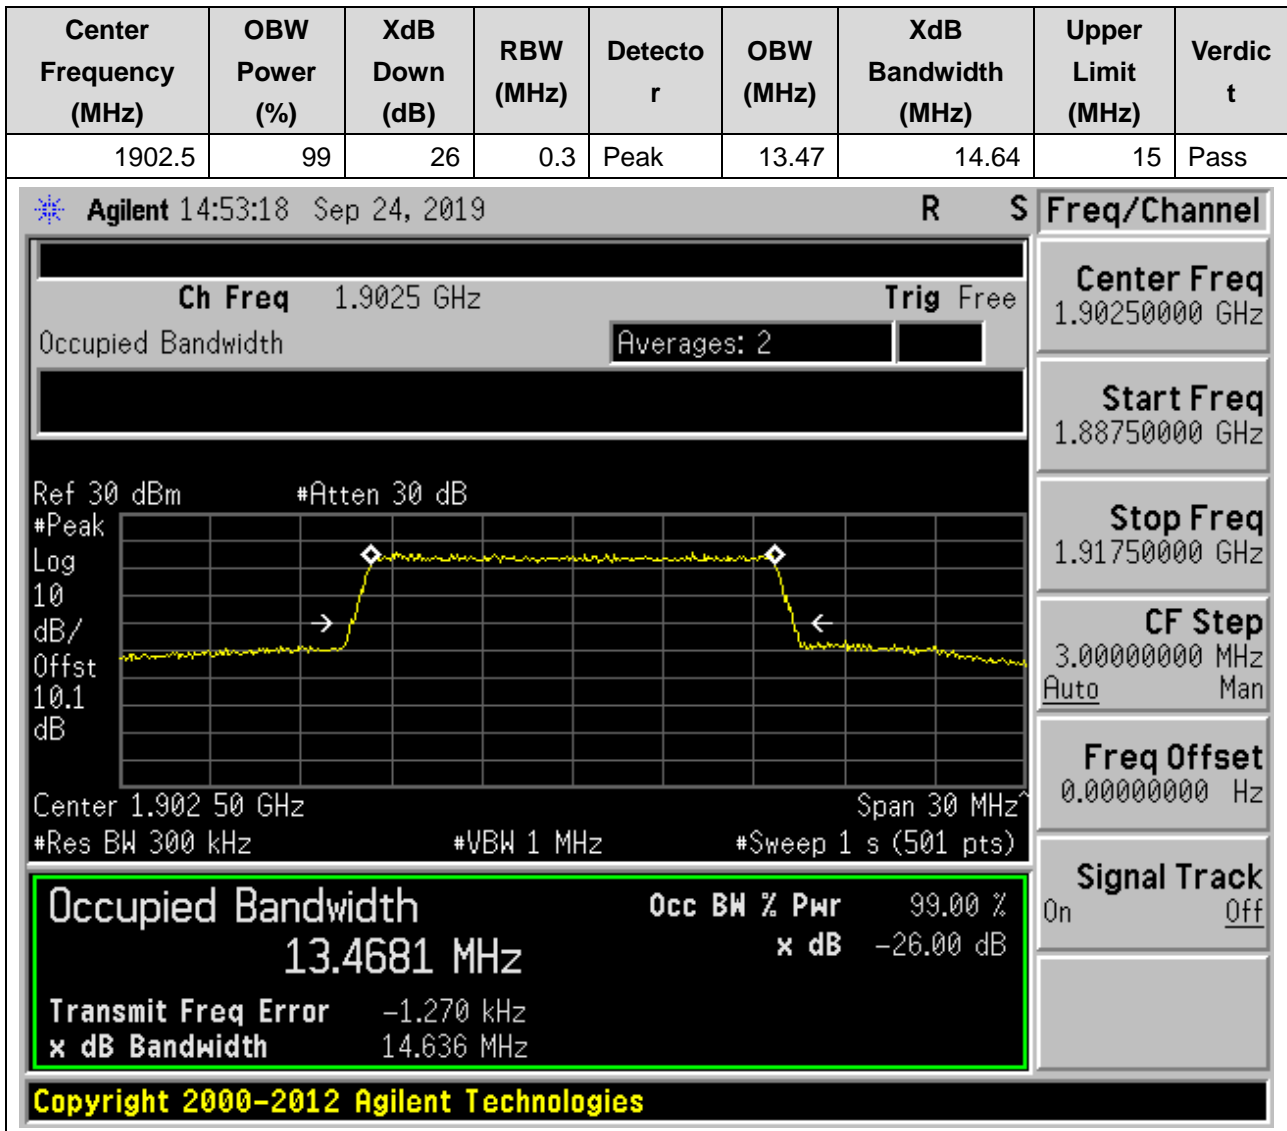 Center Frequency (MHz) OBW Power (%) XdB Down (dB) RBW (MHz) Detecto r OBW (MHz) XdB Bandwidth (MHz) Upper Limit (MHz) Verdic t
1902.5 99 26 0.3 Peak 13.47 14.64 15 Pass
Agilent 14:53:18 Sep 24, 2019 R S
Ch Freq 1.9025 GHz Trig Free
Occupied Bandwidth Averages: 2
Ref 30 dBm #Atten 30 dB
#Peak
Log
10
dB/
Offst
10.1
dB
Center 1.902 50 GHz Span 30 MHz^
#Res BW 300 kHz #VBW 1 MHz #Sweep 1 s (501 pts)
Occupied Bandwidth Occ BW % Pwr 99.00 %
13.4681 MHz x dB -26.00 dB
Transmit Freq Error -1.270 kHz
x dB Bandwidth 14.636 MHz
Freq/Channel
Center Freq
1.90250000 GHz
Start Freq
1.88750000 GHz
Stop Freq
1.91750000 GHz
CF Step
3.00000000 MHz
Auto Man
Freq Offset
0.00000000 Hz
Signal Track
On Off
Copyright 2000-2012 Agilent Technologies